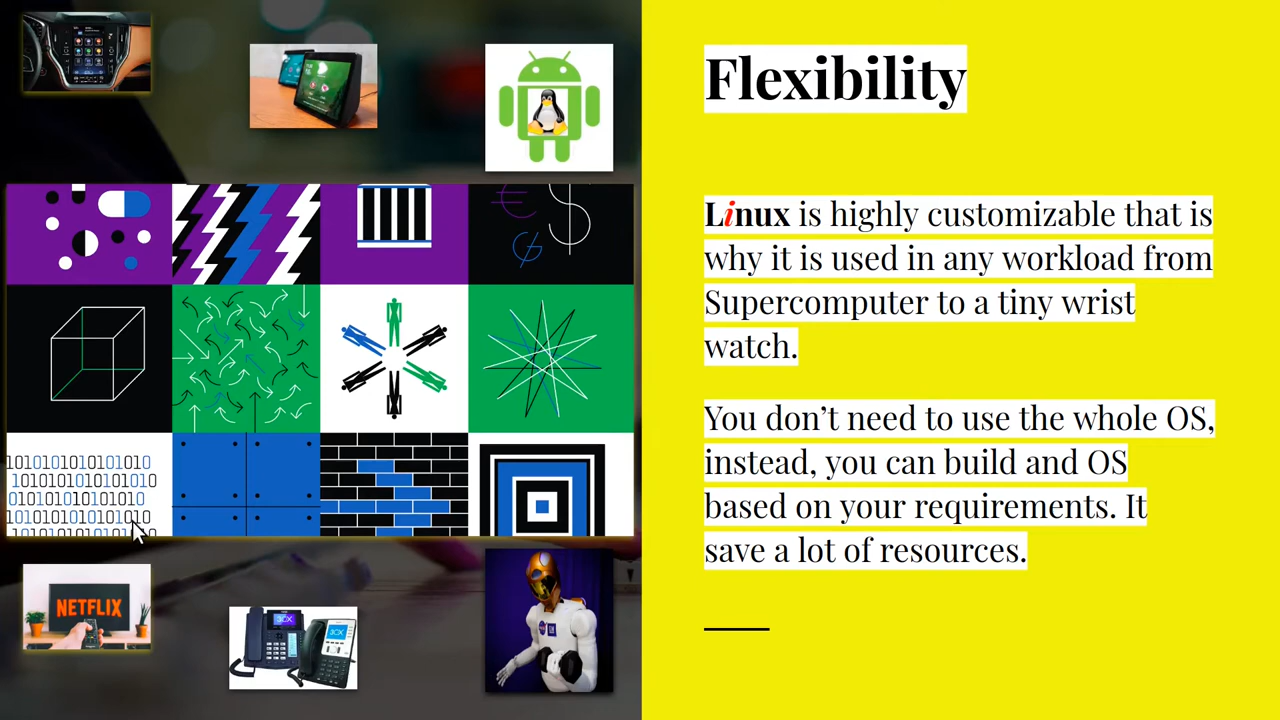 Flexibility
Linux is highly customizable that is
why it is used in any workload from
Supercomputer to a tiny wrist
watch.
You don’t need to use the whole OS,
instead, you can build and OS
based on your requirements. It
save a lot of resources.
NETFLIX
3CX
3CX